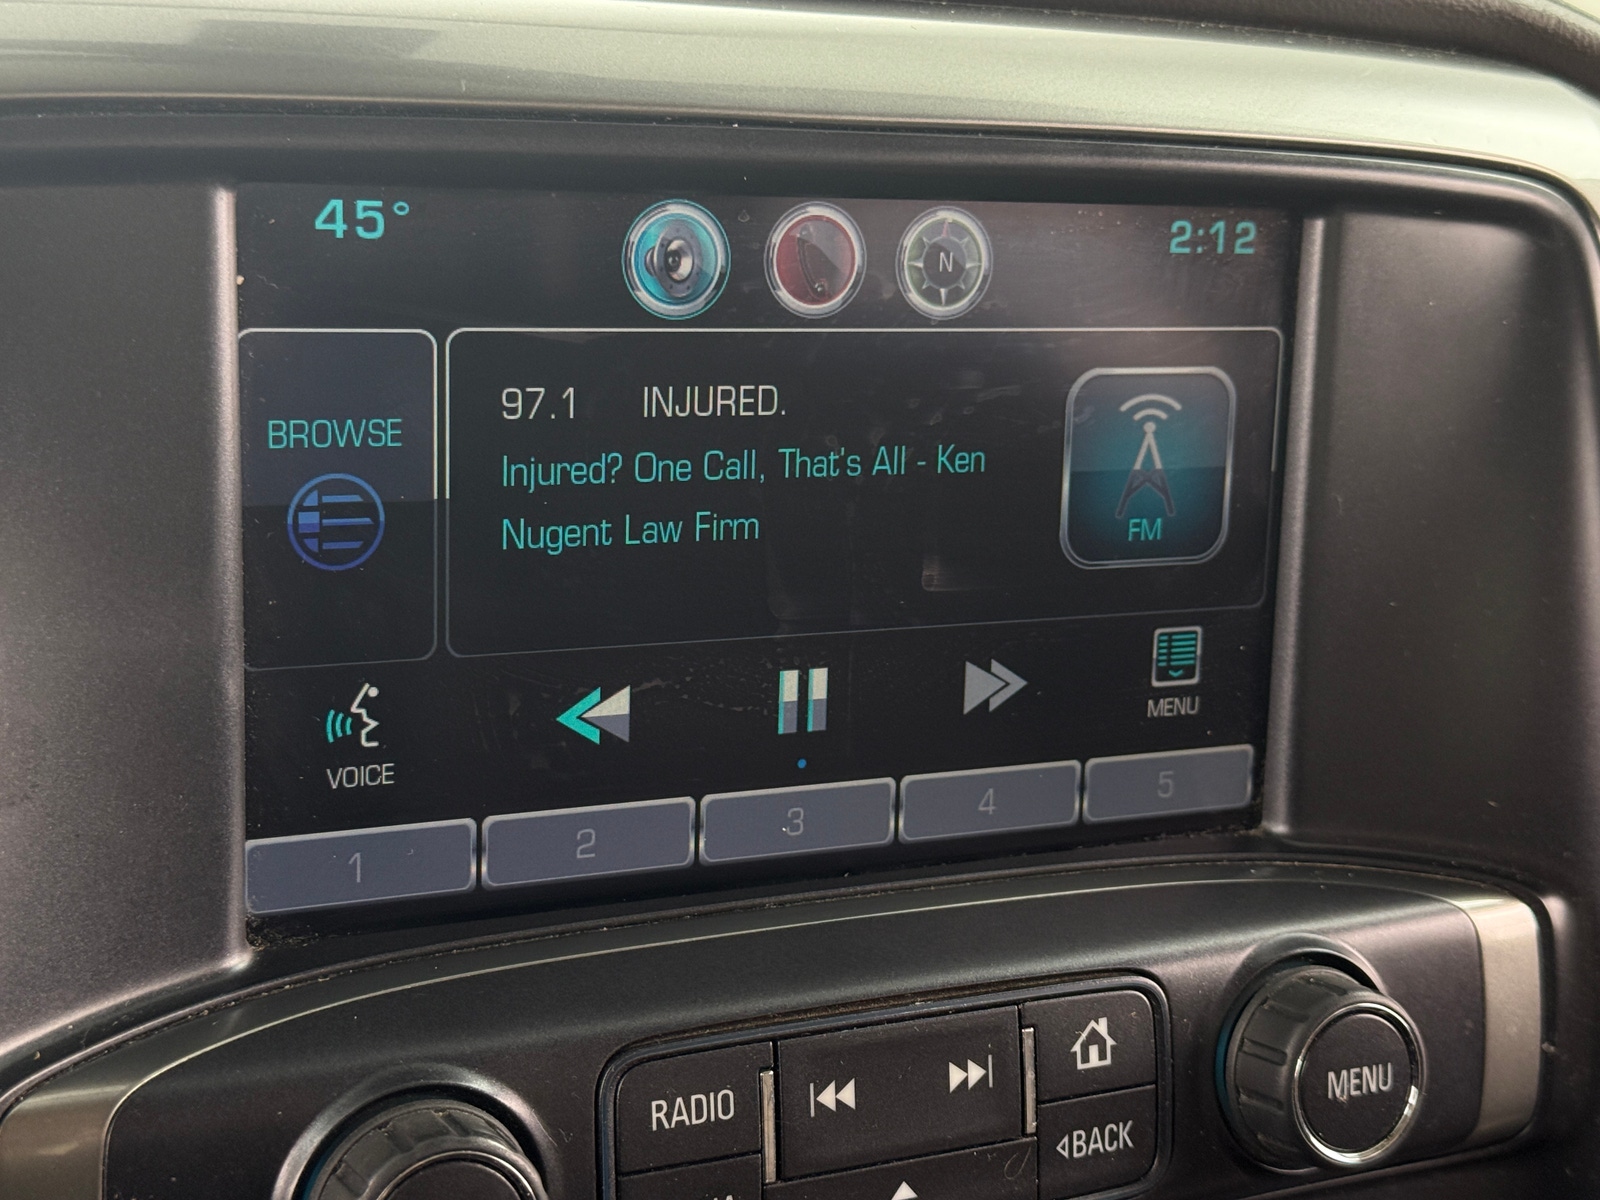 45°
N
2:12
BROWSE
97.1 INJURED.
Injured? One Call, That's All - Ken
Nugent Law Firm
FM
VOICE
MENU
1
2
3
4
5
RADIO
BACK
MENU